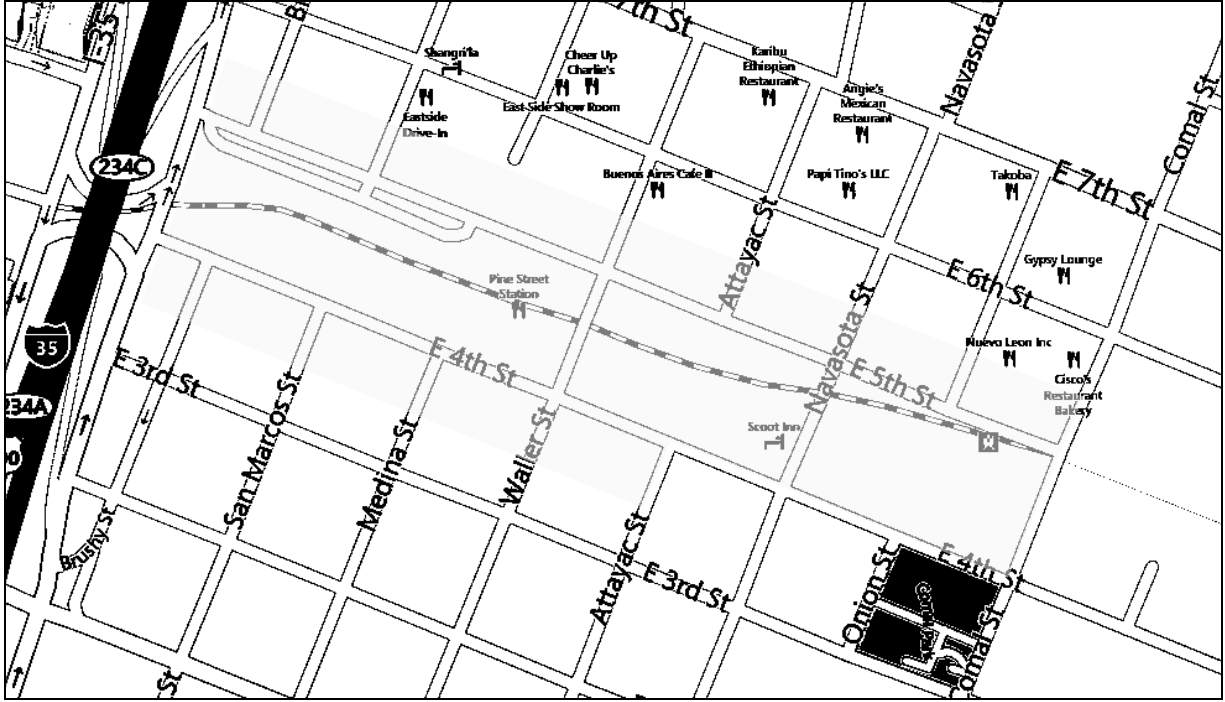 E 35
7th St
Navasota
Comal St
Shangri-la
Cheer Up
Charlie's
East Side Show Room
Eastside
Drive-In
Karibu
Ethiopian
Restaurant
Angie's
Mexican
Restaurant
234C
Buenos Aires Cafe II
Papi Tino's LLC
Takoba
E 7th St
Attayac St
Gypsy Lounge
E 6th St
Pine Street
Station
Navasota St
35
E 3rd St
E 4th St
Nuevo Leon Inc
Cisco's
Restaurant
Bakery
E 5th St
234A
San Marcos St
Medina St
Waller St
Scoot Inn
Brushy St
Attayac St
E 3rd St
Onion St
E 4th St
Comal St
St